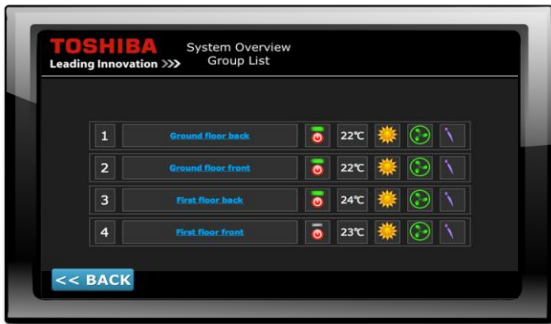 TOSHIBA
Leading Innovation >>>
System Overview
Group List
1 Ground floor back 22℃
2 Ground floor front 22℃
3 First floor back 24℃
4 First floor front 23℃
<< BACK